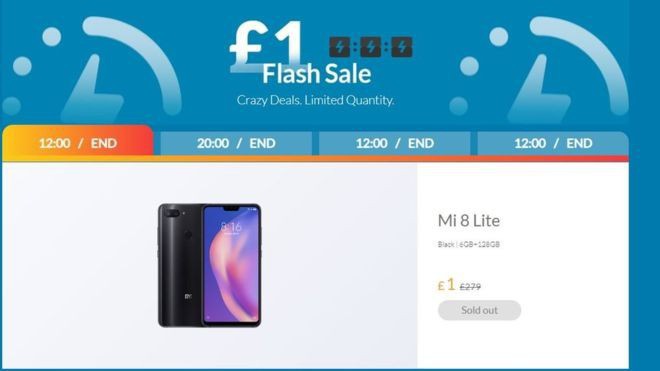 £1
Flash Sale
Crazy Deals. Limited Quantity.
12:00 / END
20:00 / END
12:00 / END
12:00 / END
8:16
MI
Mi 8 Lite
Black | 6GB+128GB
£1 £279
Sold out